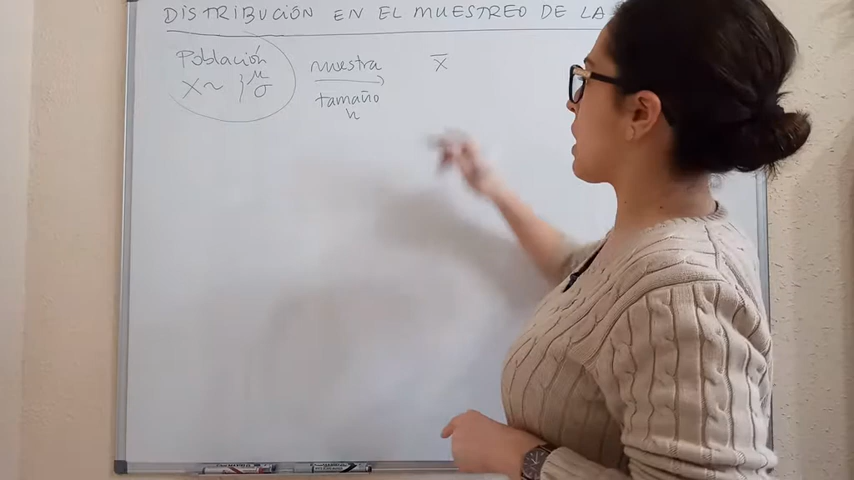 DISTRIBUCIÓN EN EL MUESTREO DE LA
Población
X~ } μ σ
muestra
tamaño
n
x̄